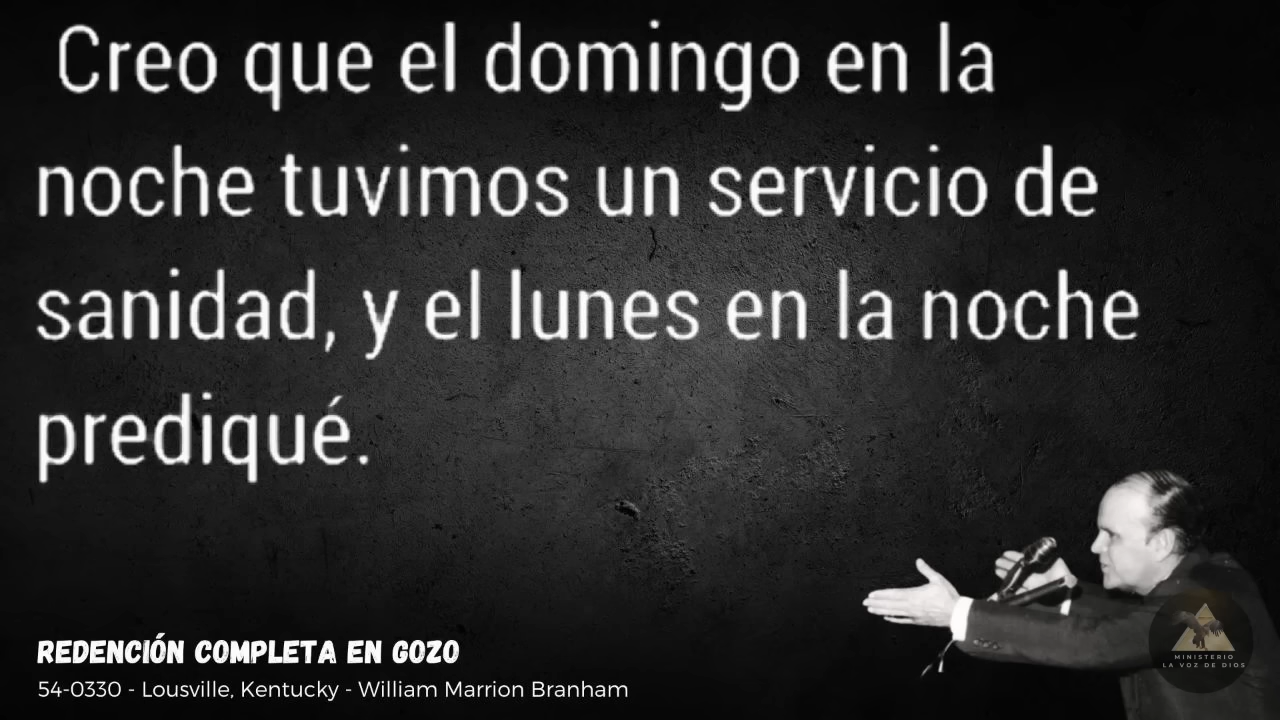 Creo que el domingo en la
noche tuvimos un servicio de
sanidad, y el lunes en la noche
prediqué.
REDENCIÓN COMPLETA EN GOZO
54-0330 - Lousville, Kentucky - William Marrion Branham
MINISTERIO
LA VOZ DE DIOS